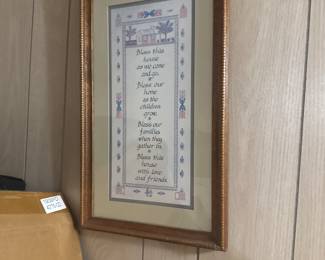 Bless this
house
as we come
and go.
Bless our
home
as the
children
grow.
Bless our
families
when they
gather in.
Bless this
house
with love
and friends.